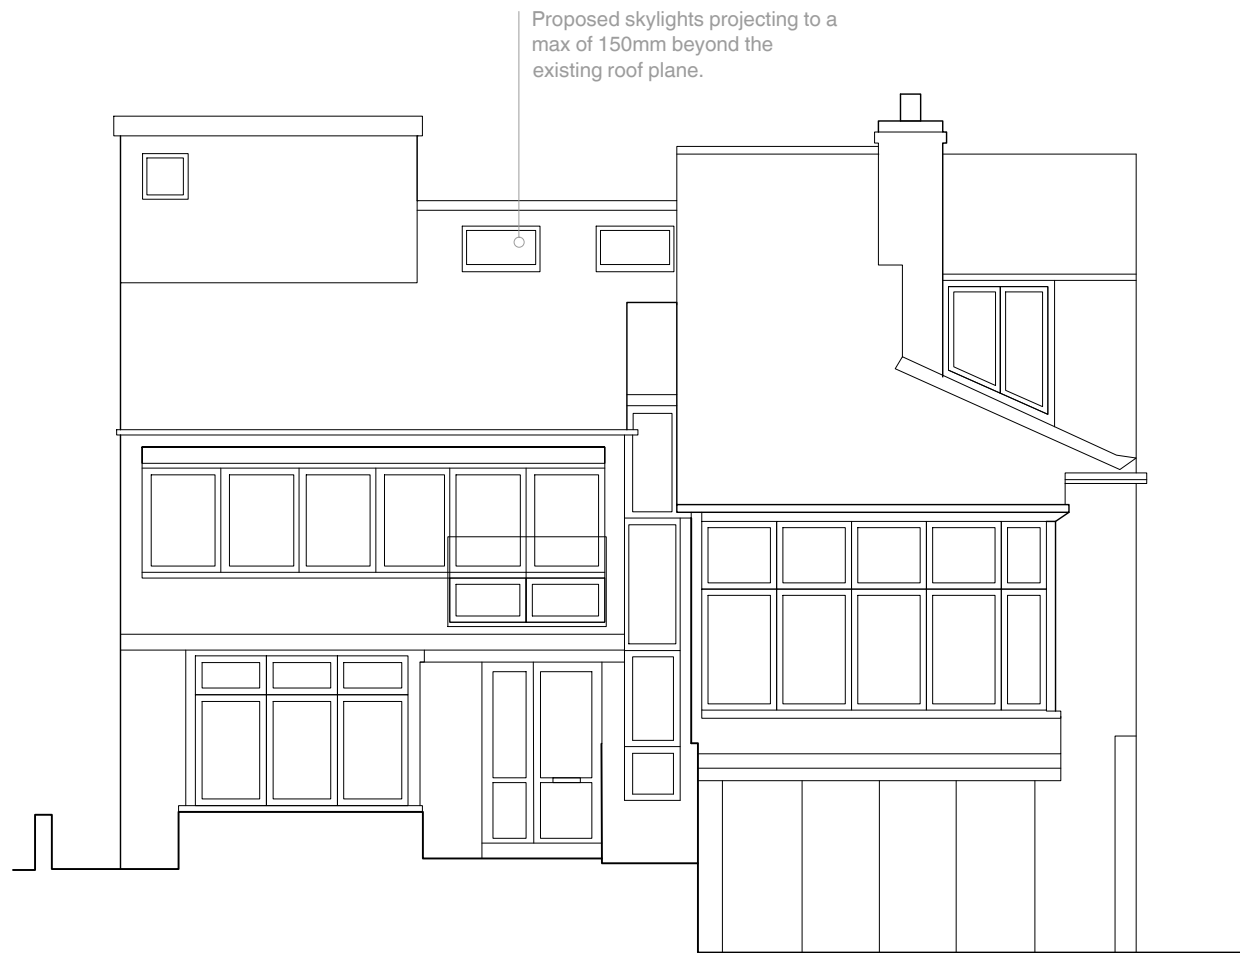 Proposed skylights projecting to a
max of 150mm beyond the
existing roof plane.